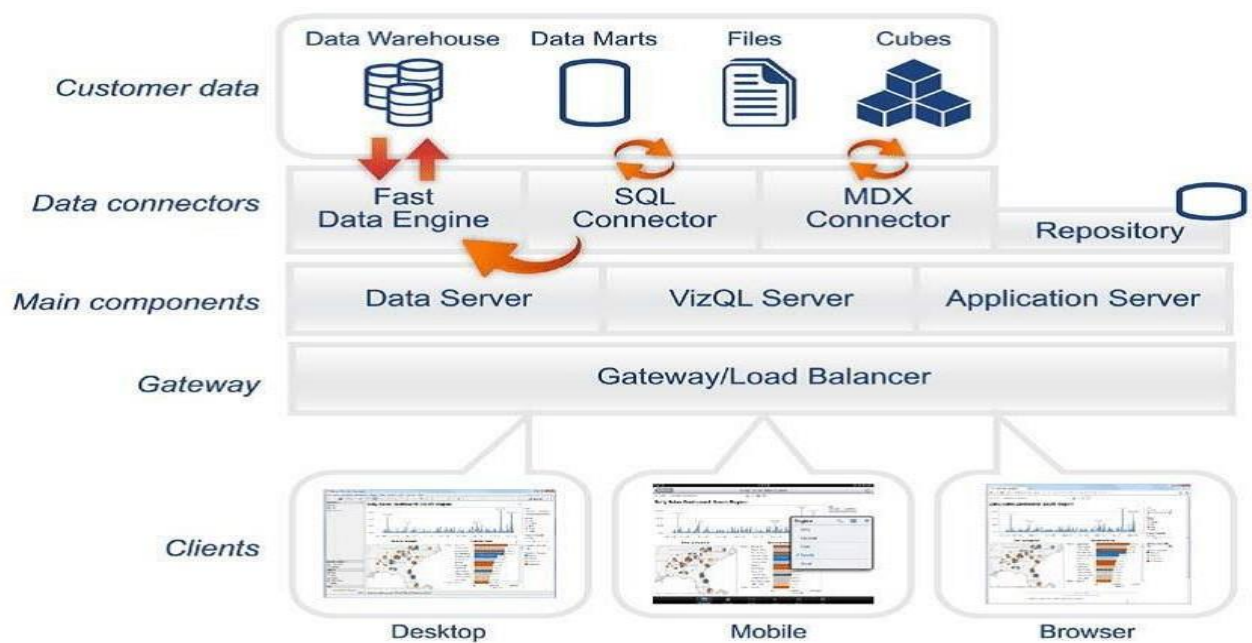 Data Warehouse
Data Marts
Files
Cubes
Customer data
Data connectors
Fast
Data Engine
SQL
Connector
MDX
Connector
Repository
Main components
Data Server
VizQL Server
Application Server
Gateway
Gateway/Load Balancer
Clients
Desktop
Mobile
Browser